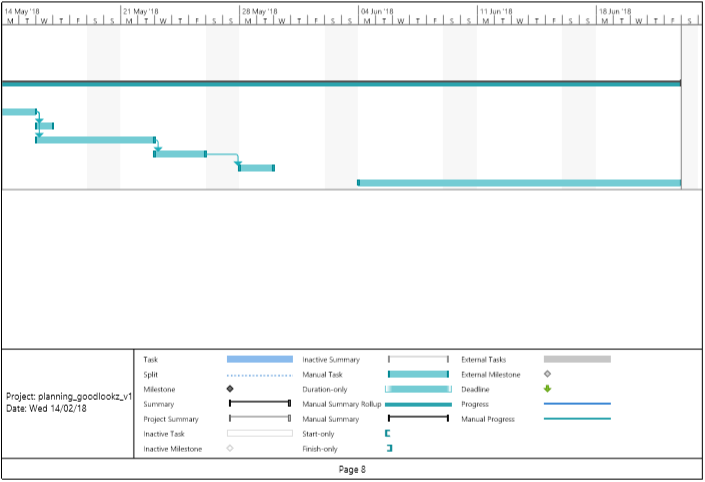 14 May '18 21 May '18 28 May '18 04 Jun '18 11 Jun '18 18 Jun '18
M T W T F S S M T W T F S S M T W T F S S M T W T F S S M T W T F S S M T W T F S
Task Inactive Summary External Tasks
Split Manual Task External Milestone
Milestone Duration-only Deadline
Summary Manual Summary Rollup Progress
Project Summary Manual Summary Manual Progress
Inactive Task Start-only
Inactive Milestone Finish-only
Project: planning_goodlookz_v1
Date: Wed 14/02/18
Page 8